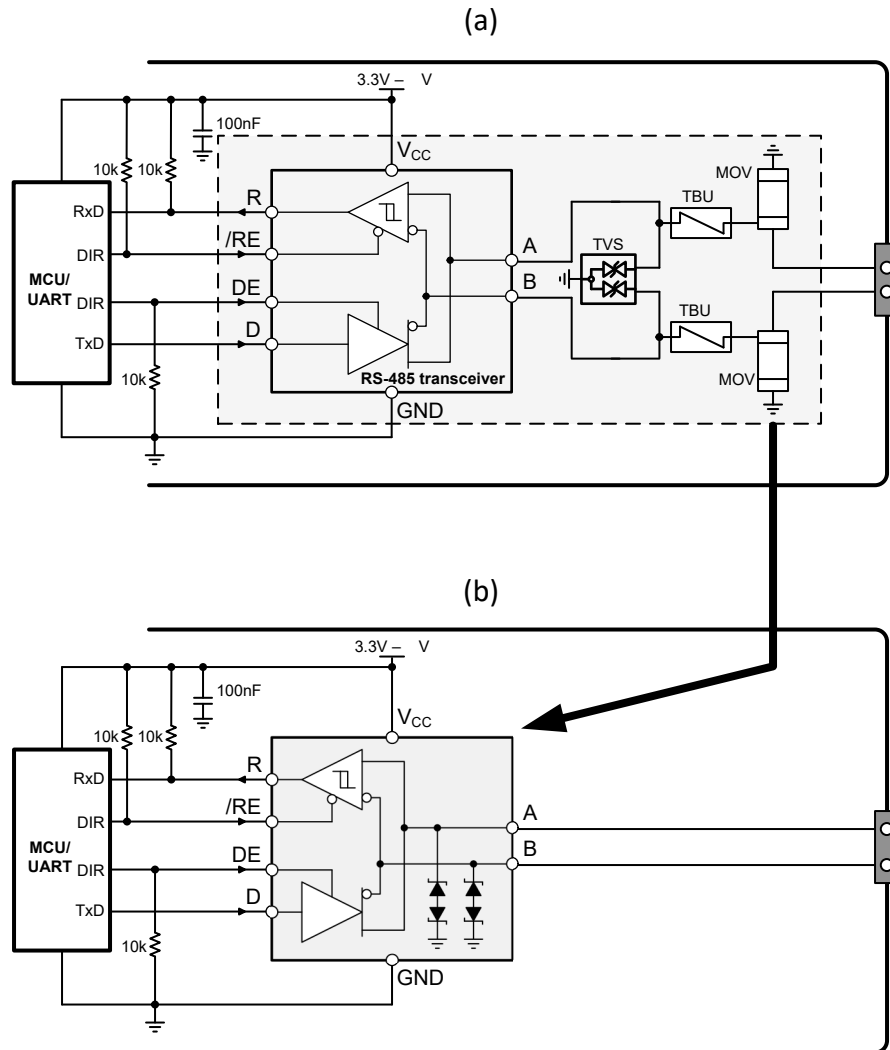 (a)
3.3V – V
100nF
10k 10k
VCC
R
RxD
/RE
DIR
MCU/
UART
DE
DIR
D
TxD
10k
RS-485 transceiver
GND
A
B
TVS
TBU
MOV
TBU
MOV
(b)
3.3V – V
100nF
10k 10k
VCC
R
RxD
/RE
DIR
MCU/
UART
DE
DIR
D
TxD
10k
GND
A
B